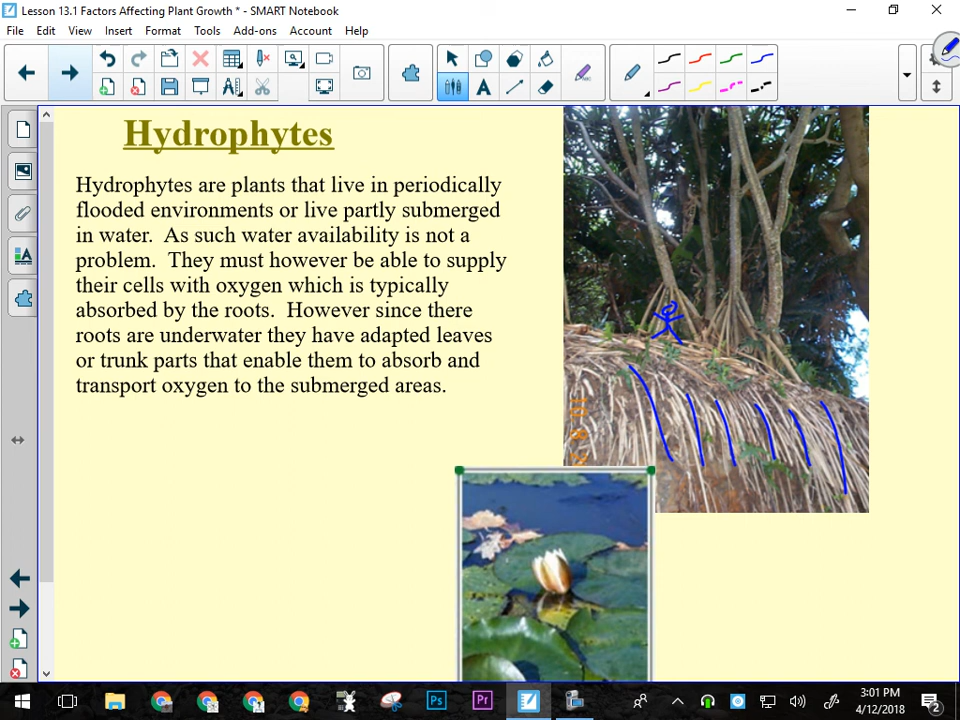 Lesson 13.1 Factors Affecting Plant Growth * - SMART Notebook
File Edit View Insert Format Tools Add-ons Account Help
Hydrophytes
Hydrophytes are plants that live in periodically
flooded environments or live partly submerged
in water. As such water availability is not a
problem. They must however be able to supply
their cells with oxygen which is typically
absorbed by the roots. However since there
roots are underwater they have adapted leaves
or trunk parts that enable them to absorb and
transport oxygen to the submerged areas.
3:01 PM
4/12/2018